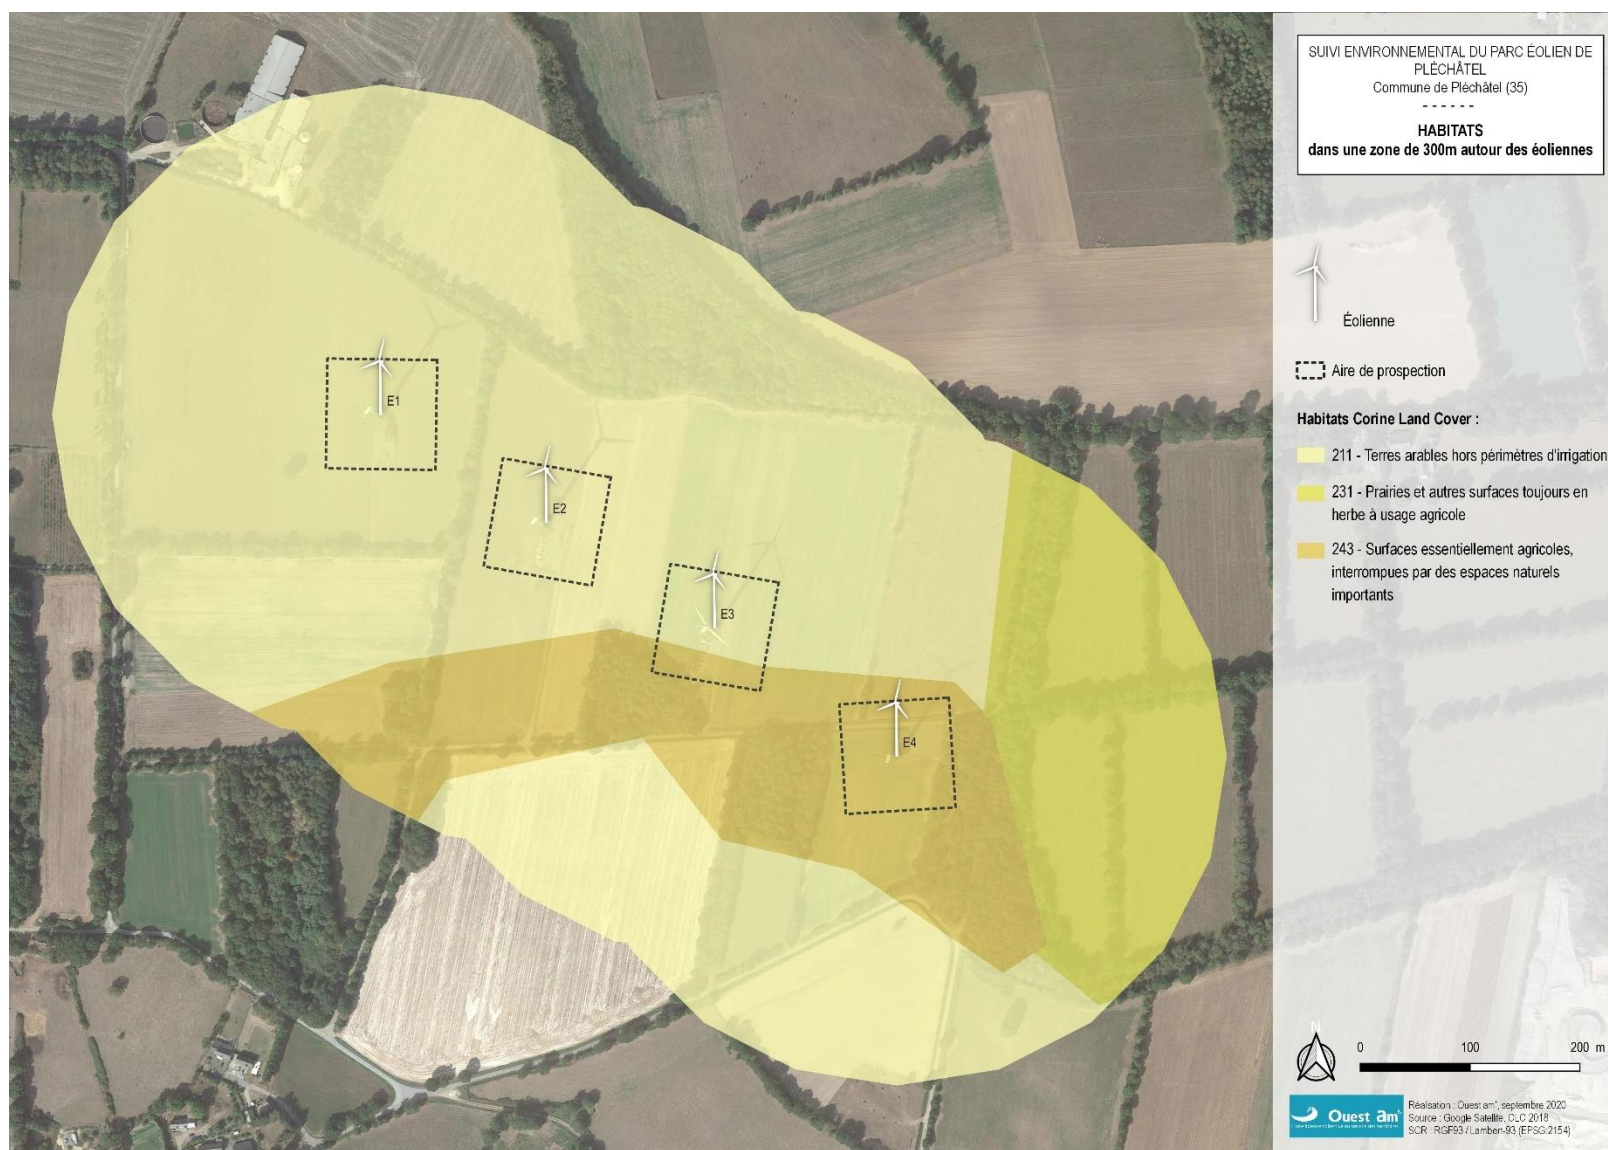 SUIVI ENVIRONNEMENTAL DU PARC ÉOLIEN DE
PLÉCHÂTEL
Commune de Pléchâtel (35)
- - - - - -
HABITATS
dans une zone de 300m autour des éoliennes
Éolienne
Aire de prospection
Habitats Corine Land Cover :
211 - Terres arables hors périmètres d'irrigation
231 - Prairies et autres surfaces toujours en
herbe à usage agricole
243 - Surfaces essentiellement agricoles,
interrompues par des espaces naturels
importants
E1
E2
E3
E4
N
0 100 200 m
Ouest am'
Réalisation : Ouest am', septembre 2020
Source : Google Satellite, CLC 2018
SCR : RGF93 / Lambert-93 (EPSG:2154)